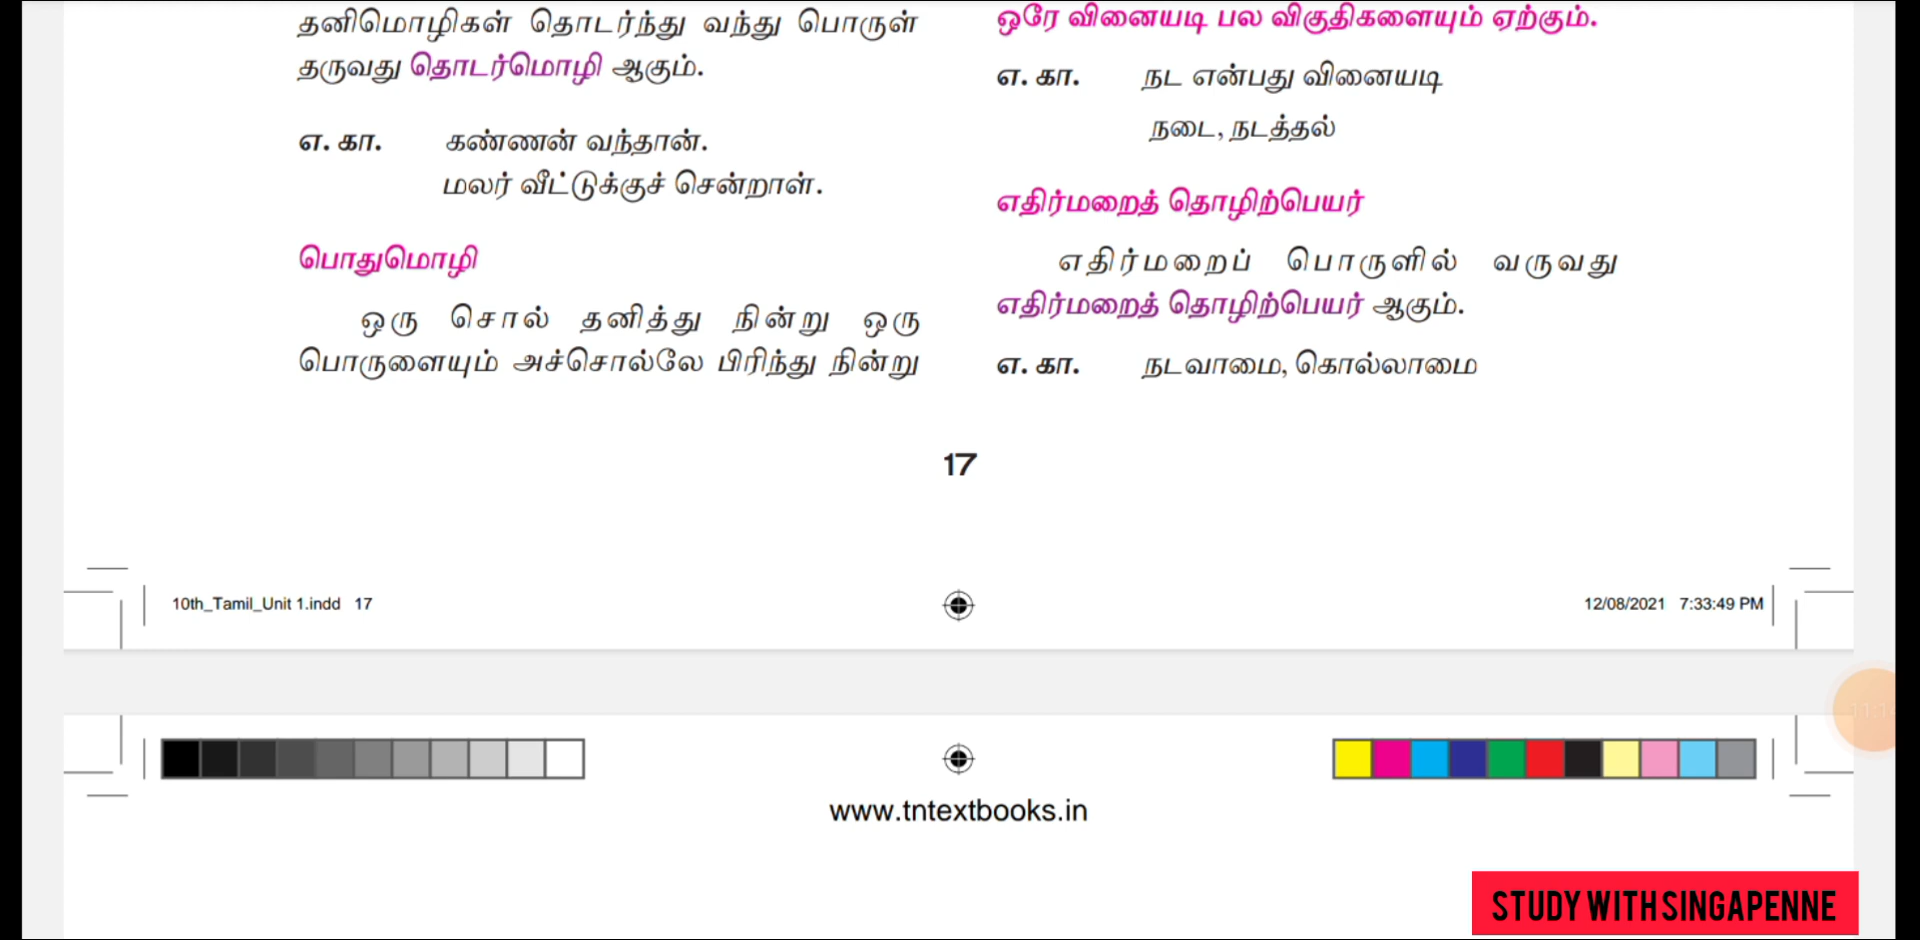 தனிமொழிகள் தொடர்ந்து வந்து பொருள்
தருவது தொடர்மொழி ஆகும்.
எ. கா. கண்ணன் வந்தான்.
மலர் வீட்டுக்குச் சென்றாள்.
பொதுமொழி
ஒரு சொல் தனித்து நின்று ஒரு
பொருளையும் அச்சொல்லே பிரிந்து நின்று
ஒரே வினையடி பல விகுதிகளையும் ஏற்கும்.
எ. கா. நட என்பது வினையடி
நடை, நடத்தல்
எதிர்மறைத் தொழிற்பெயர்
எதிர்மறைப் பொருளில் வருவது
எதிர்மறைத் தொழிற்பெயர் ஆகும்.
எ. கா. நடவாமை, கொல்லாமை
17
10th_Tamil_Unit 1.indd 17
12/08/2021 7:33:49 PM
www.tntextbooks.in
STUDY WITH SINGAPENNE